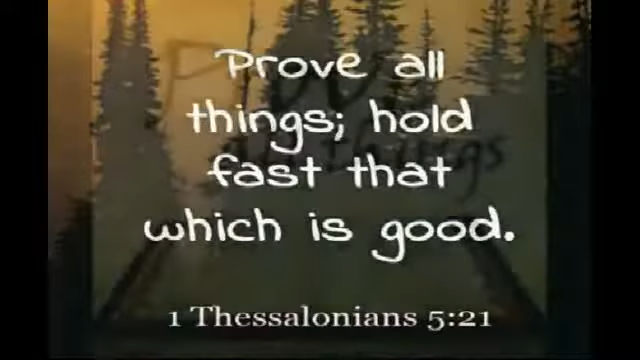 Prove all
things; hold
fast that
which is good.
1 Thessalonians 5:21